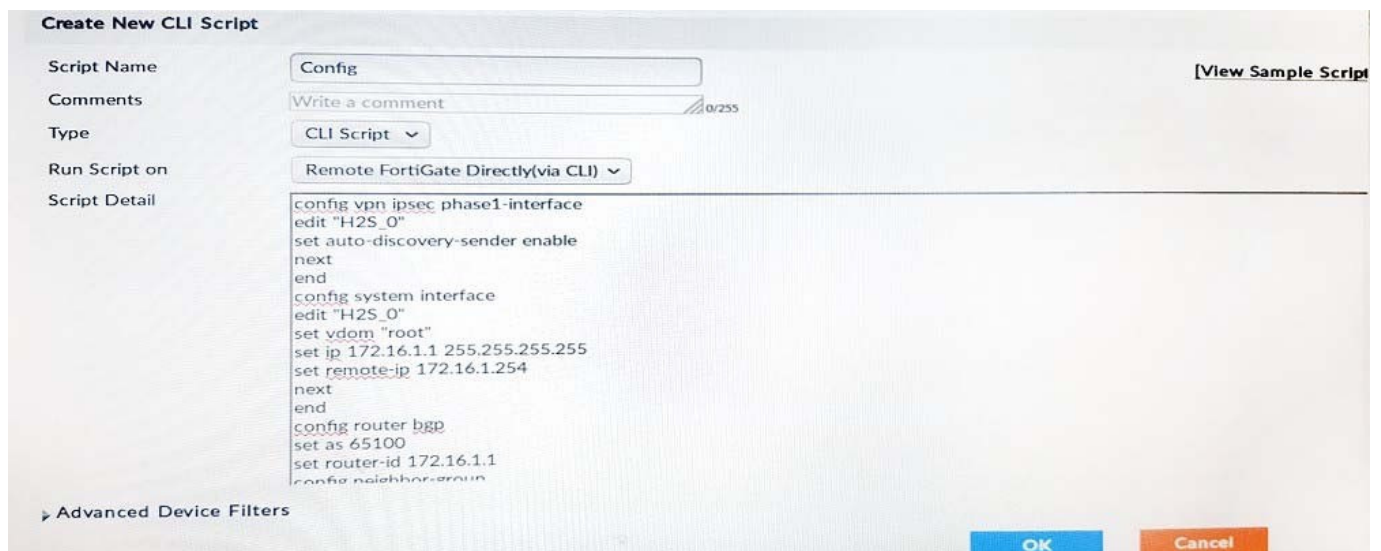 Create New CLI Script
Script Name
Config
[View Sample Script
Comments
Write a comment
0/255
Type
CLI Script
Run Script on
Remote FortiGate Directly(via CLI)
Script Detail
config vpn ipsec phase1-interface
edit "H2S_0"
set auto-discovery-sender enable
next
end
config system interface
edit "H2S_0"
set vdom "root"
set ip 172.16.1.1 255.255.255.255
set remote-ip 172.16.1.254
next
end
config router bgp
set as 65100
set router-id 172.16.1.1
config neighbor-group
Advanced Device Filters
OK
Cancel